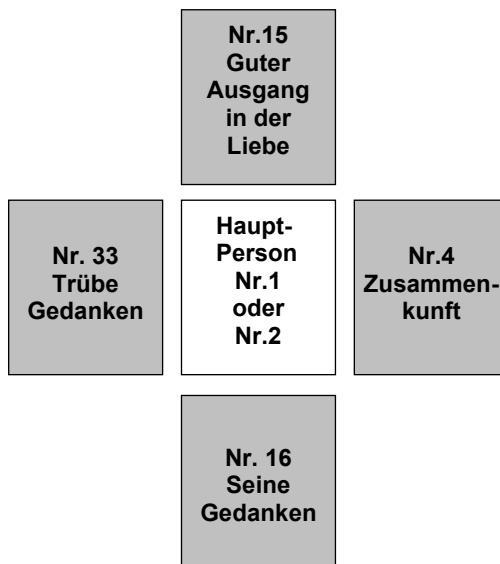 Nr.15
Guter
Ausgang
in der
Liebe
Nr. 33
Trübe
Gedanken
Haupt-
Person
Nr.1
oder
Nr.2
Nr.4
Zusammen-
kunft
Nr. 16
Seine
Gedanken